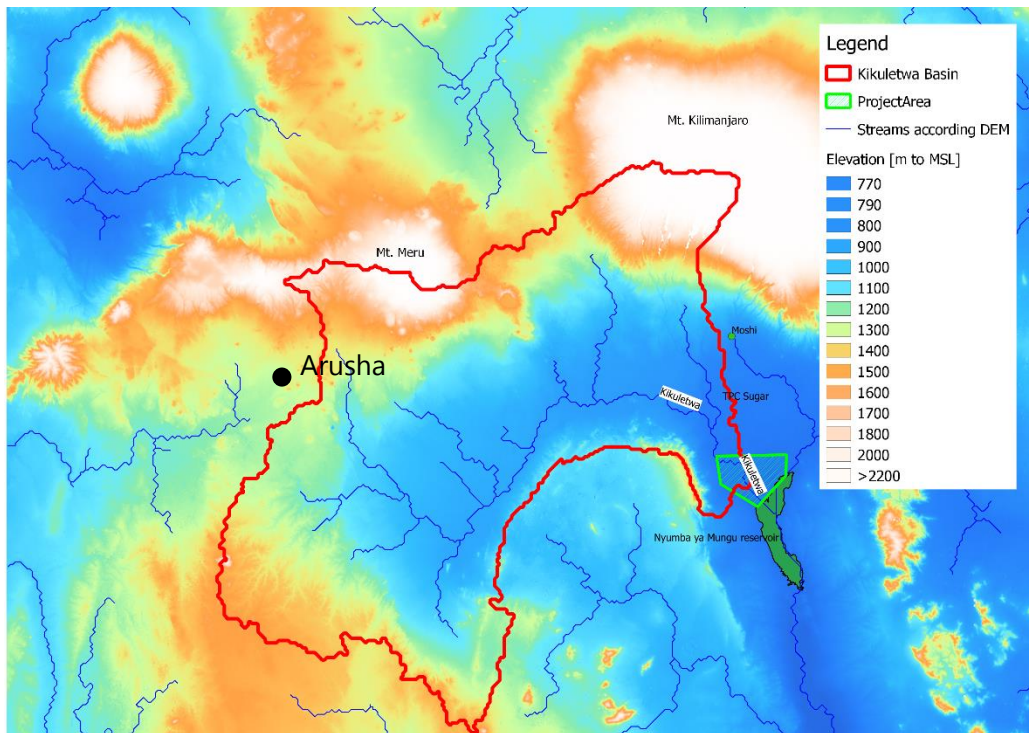 Legend
Kikuletwa Basin
ProjectArea
Streams according DEM
Elevation [m to MSL]
770
790
800
900
1000
1100
1200
1300
1400
1500
1600
1700
1800
2000
>2200
Mt. Kilimanjaro
Mt. Meru
Moshi
Arusha
Kikuletwa
TPC Sugar
Kikuletwa
Nyumba ya Mungu reservoir